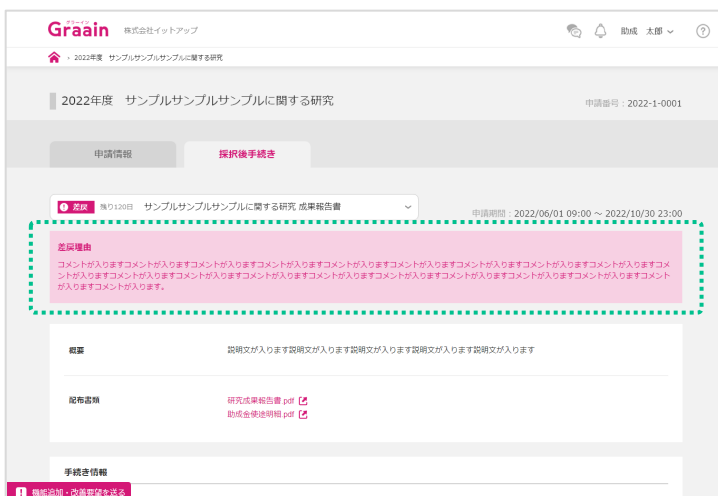 グラーイン
Graain 株式会社イットアップ 助成 太郎
2022年度 サンプルサンプルサンプルに関する研究
2022年度 サンプルサンプルサンプルに関する研究 申請番号：2022-1-0001
申請情報 採択後手続き
差戻 残り120日 サンプルサンプルサンプルに関する研究 成果報告書 申請期間：2022/06/01 09:00 ～ 2022/10/30 23:00
差戻理由
コメントが入りますコメントが入りますコメントが入りますコメントが入りますコメントが入りますコメントが入りますコメントが入りますコメントが入りますコメントが入りますコメ
ントが入りますコメントが入りますコメントが入りますコメントが入りますコメントが入りますコメントが入りますコメントが入りますコメントが入りますコメントが入りますコメント
が入りますコメントが入ります。
概要 説明文が入ります説明文が入ります説明文が入ります説明文が入ります説明文が入ります
配布書類 研究成果報告書.pdf
助成金使途明細.pdf
手続き情報
機能追加・改善要望を送る